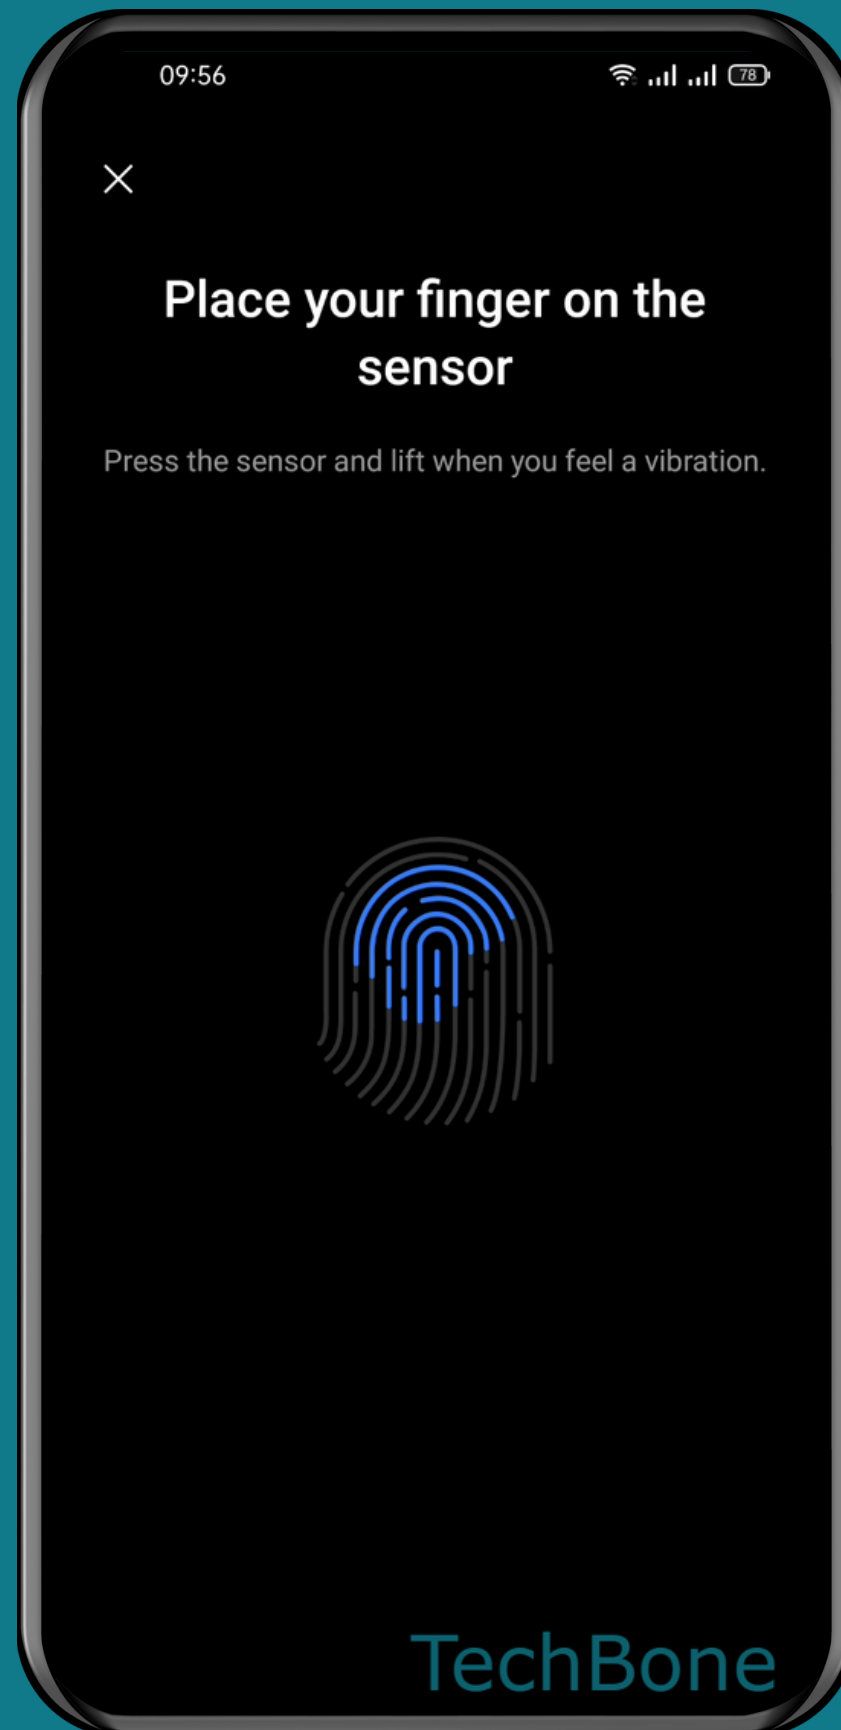 09:56
78
Place your finger on the
sensor
Press the sensor and lift when you feel a vibration.
TechBone